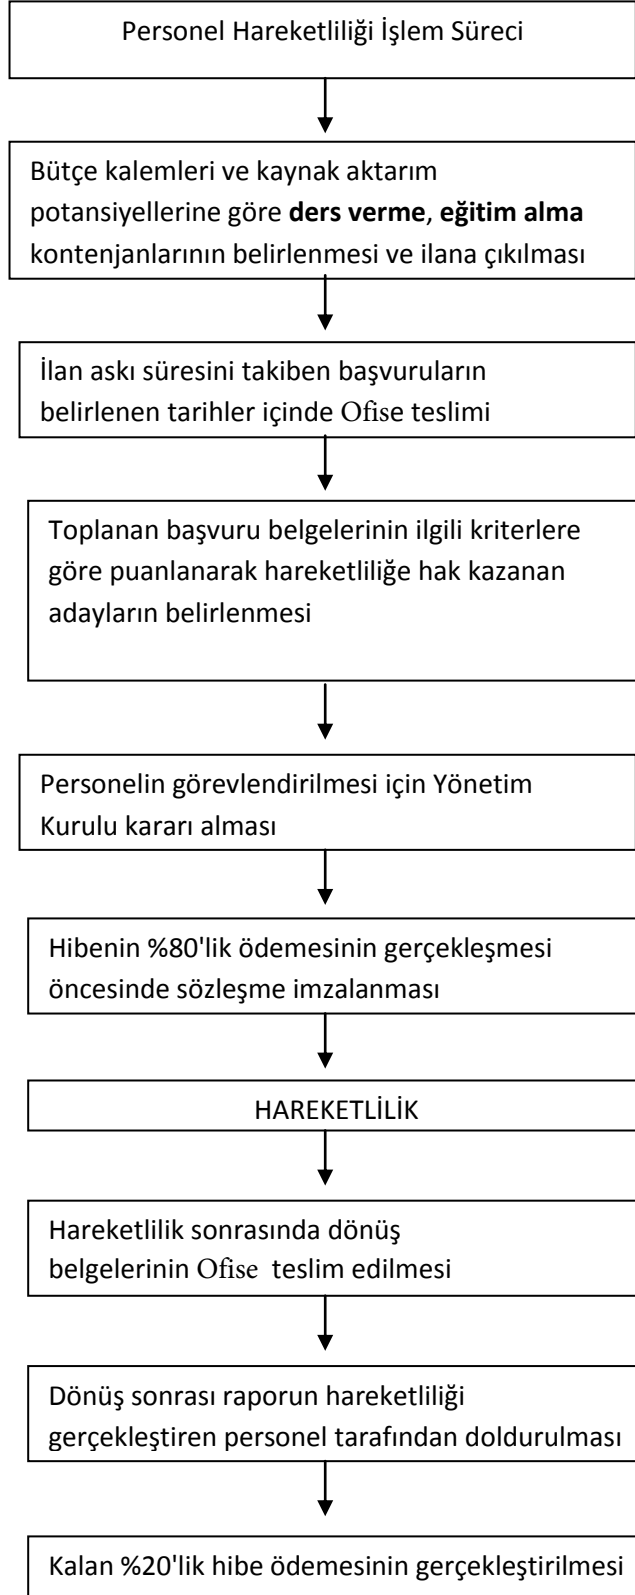 Personel Hareketliliği İşlem Süreci
Bütçe kalemleri ve kaynak aktarım
potansiyellerine göre ders verme, eğitim alma
kontenjanlarının belirlenmesi ve ilana çıkılması
İlan askı süresini takiben başvuruların
belirlenen tarihler içinde Ofise teslimi
Toplanan başvuru belgelerinin ilgili kriterlere
göre puanlanarak hareketliliğe hak kazanan
adayların belirlenmesi
Personelin görevlendirilmesi için Yönetim
Kurulu kararı alması
Hibenin %80'lik ödemesinin gerçekleşmesi
öncesinde sözleşme imzalanması
HAREKETLİLİK
Hareketlilik sonrasında dönüş
belgelerinin Ofise teslim edilmesi
Dönüş sonrası raporun hareketliliği
gerçekleştiren personel tarafından doldurulması
Kalan %20'lik hibe ödemesinin gerçekleştirilmesi